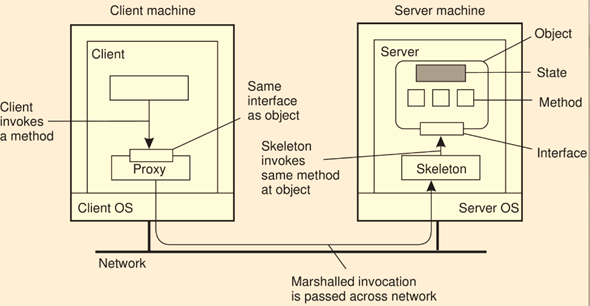 Client machine
Server machine
Object
Client
Server
State
Same
interface
as object
Client
invokes
a method
Method
Skeleton
invokes
same method
at object
Interface
Proxy
Skeleton
Client OS
Server OS
Network
Marshalled invocation
is passed across network